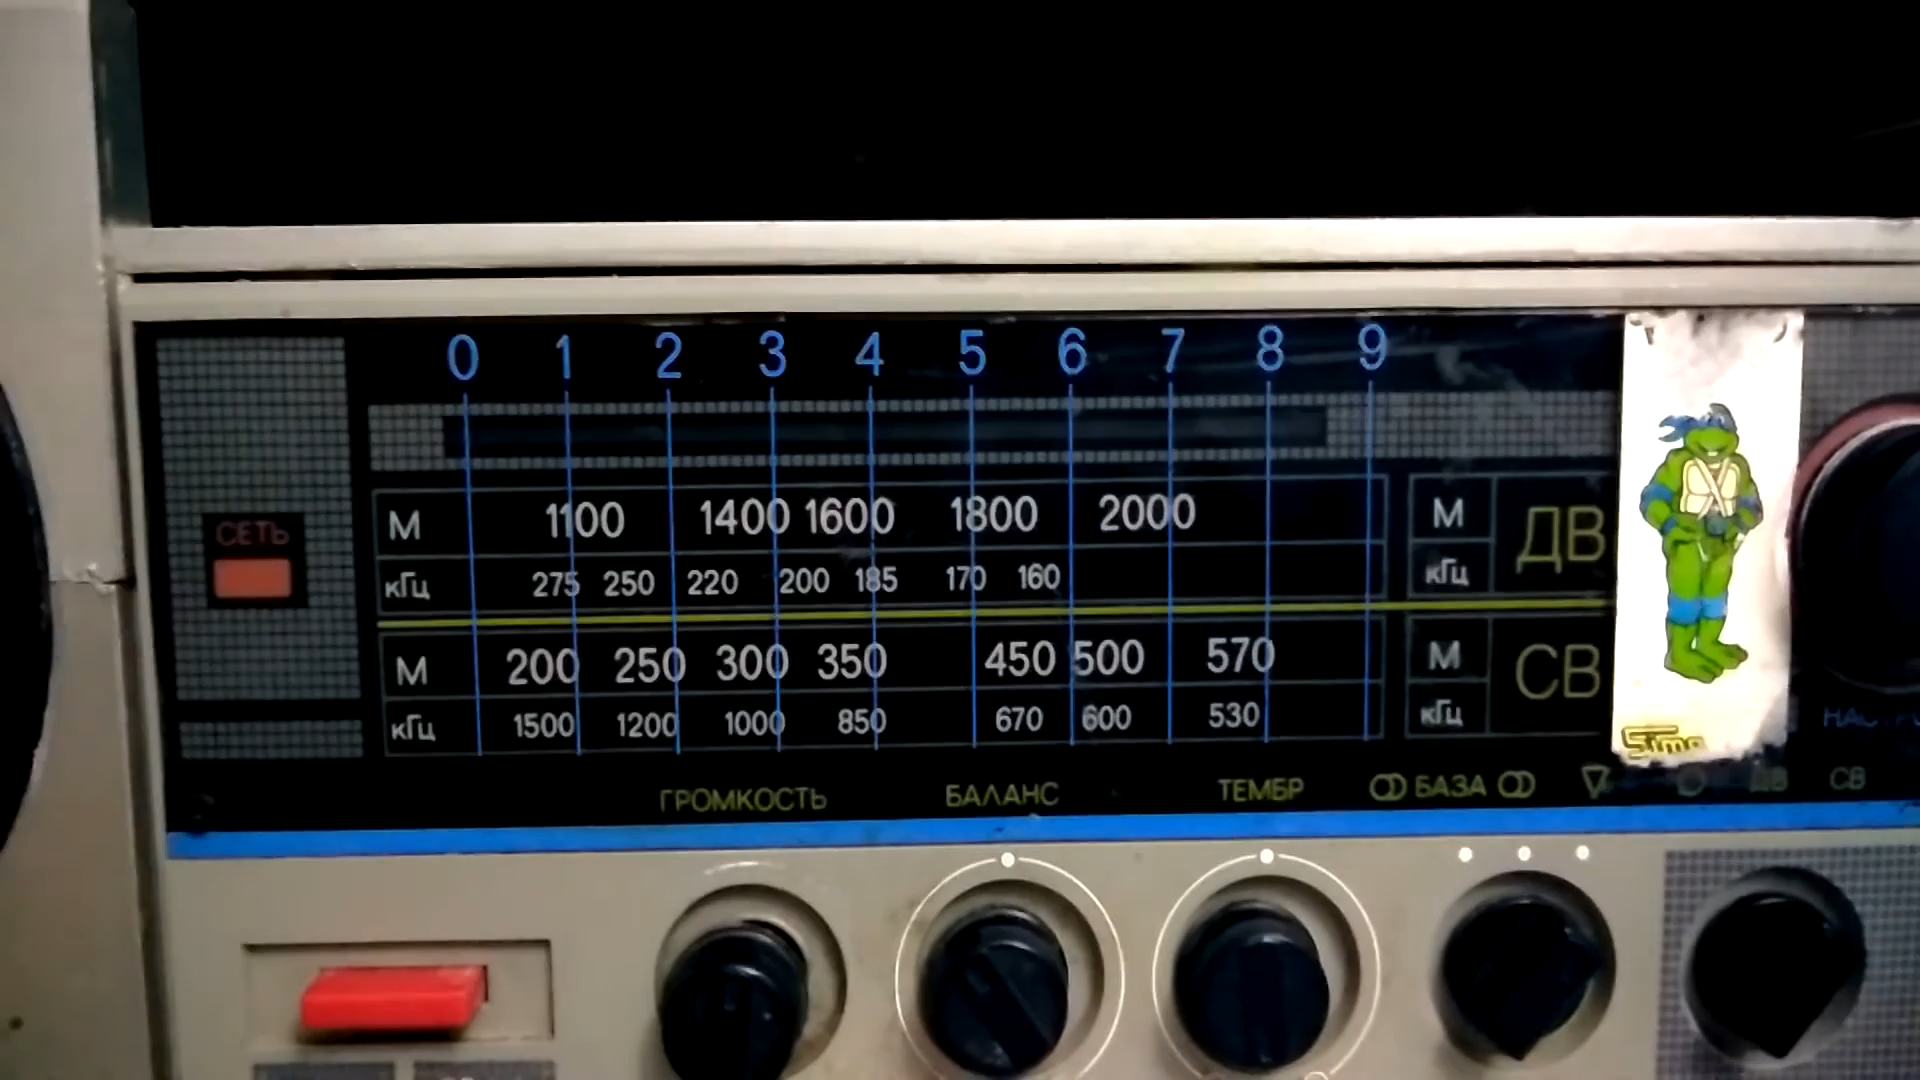 0 1 2 3 4 5 6 7 8 9
М 1100 1400 1600 1800 2000 М
СЕТЬ
ДВ
кГц 275 250 220 200 185 170 160 кГц
М 200 250 300 350 450 500 570 М
СВ
кГц 1500 1200 1000 850 670 600 530 кГц
ГРОМКОСТЬ БАЛАНС ТЕМБР БАЗА ДВ СВ